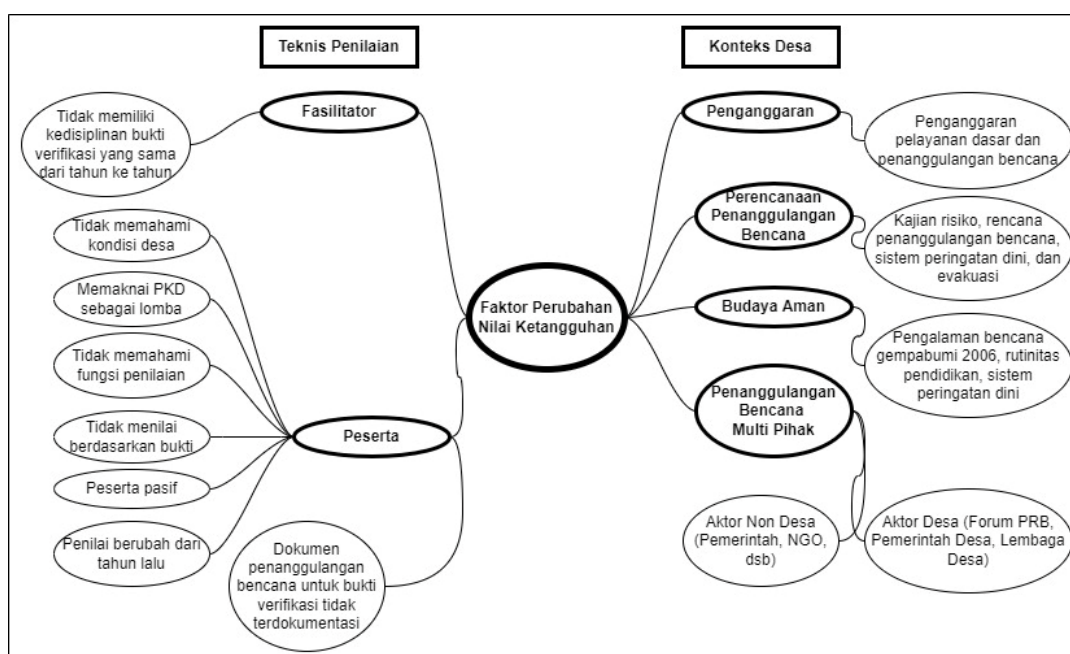 Teknis Penilaian
Fasilitator
Tidak memiliki
kedisiplinan bukti
verifikasi yang sama
dari tahun ke tahun
Tidak memahami
kondisi desa
Memaknai PKD
sebagai lomba
Tidak memahami
fungsi penilaian
Tidak menilai
berdasarkan bukti
Peserta pasif
Penilai berubah dari
tahun lalu
Peserta
Dokumen
penanggulangan
bencana untuk bukti
verifikasi tidak
terdokumentasi
Faktor Perubahan
Nilai Ketangguhan
Konteks Desa
Penganggaran
Penganggaran
pelayanan dasar dan
penanggulangan bencana
Perencanaan
Penanggulangan
Bencana
Kajian risiko, rencana
penanggulangan bencana,
sistem peringatan dini, dan
evakuasi
Budaya Aman
Pengalaman bencana
gempabumi 2006, rutinitas
pendidikan, sistem
peringatan dini
Penanggulangan
Bencana
Multi Pihak
Aktor Non Desa
(Pemerintah, NGO,
dsb)
Aktor Desa (Forum PRB,
Pemerintah Desa, Lembaga
Desa)